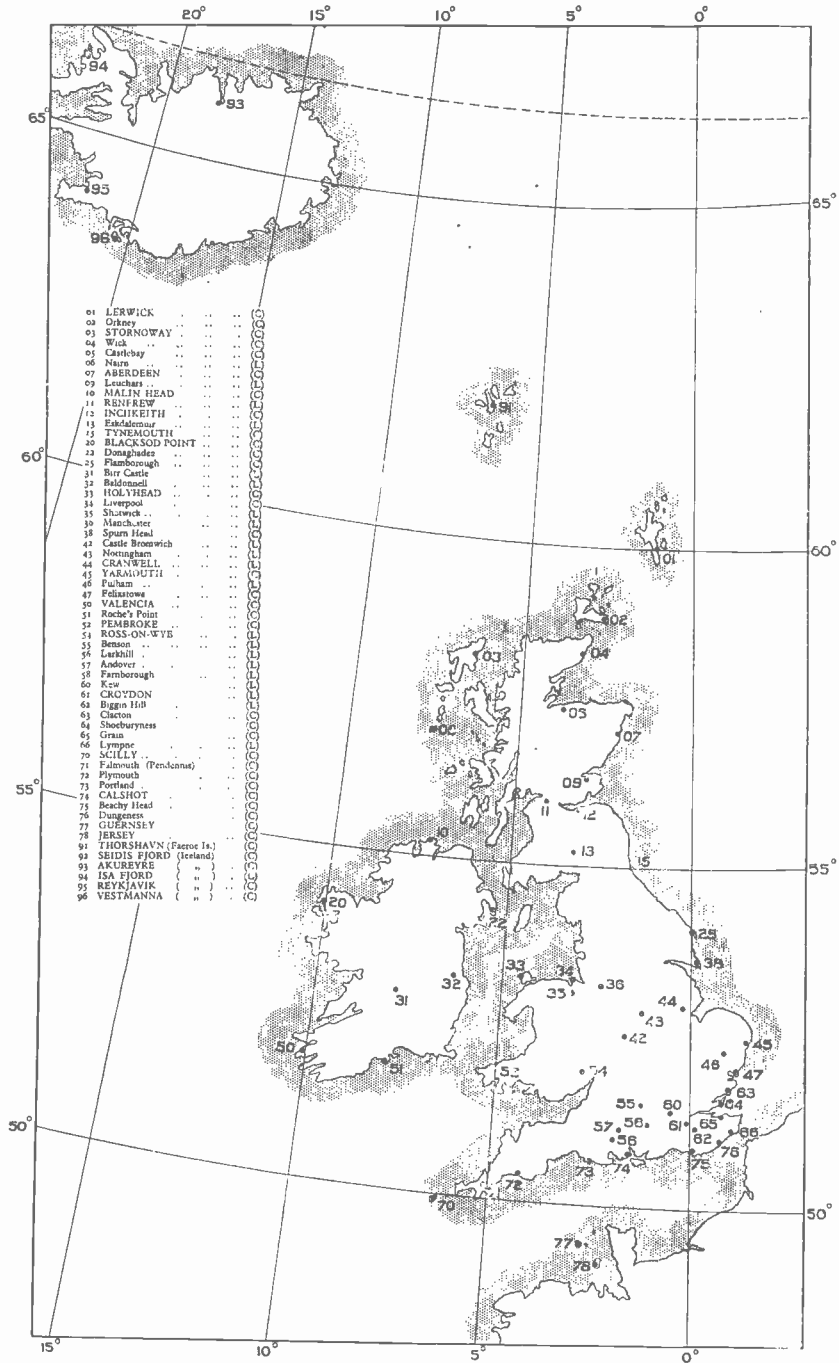 20° 15° 10° 5° 0°
94
93
65°
95
96
65°
01 LERWICK .. .. .. (C)
02 Orkney .. .. .. (C)
03 STORNOWAY . .. .. (C)
04 Wick .. .. .. (C)
05 Castlebay .. .. .. (C)
06 Nairn .. .. .. (L)
07 ABERDEEN .. .. .. (C)
09 Leuchars .. .. .. (C)
10 MALIN HEAD .. .. (C)
11 RENFREW .. .. .. (L)
12 INCHKEITH .. .. (C)
13 Eskdalemuir .. .. (L)
15 TYNEMOUTH .. .. (C)
20 BLACKSOD POINT .. .. (C)
22 Donaghadee .. .. (C)
25 Flamborough .. .. (C)
31 Birr Castle .. .. (L)
32 Baldonnell .. .. (L)
33 HOLYHEAD .. .. (C)
34 Liverpool .. .. (C)
35 Shotwick .. .. .. (L)
36 Manchester .. .. (L)
38 Spurn Head .. .. (C)
42 Castle Bromwich .. .. (L)
43 Nottingham .. .. (L)
44 CRANWELL .. .. .. (L)
45 YARMOUTH .. .. (C)
46 Pulham .. .. .. (L)
47 Felixstowe .. .. (C)
50 VALENCIA .. .. (C)
51 Roche's Point .. .. (C)
52 PEMBROKE .. .. (C)
54 ROSS-ON-WYE .. .. (L)
55 Benson .. .. .. (L)
56 Larkhill .. .. (L)
57 Andover .. .. (L)
58 Farnborough .. .. (L)
60 Kew .. .. (L)
61 CROYDON .. .. (L)
62 Biggin Hill .. .. (L)
63 Clacton .. .. (C)
64 Shoeburyness .. .. (C)
65 Grain .. .. (C)
66 Lympne .. .. (L)
70 SCILLY .. .. .. (C)
71 Falmouth (Pendennis) . (C)
72 Plymouth . .. (C)
73 Portland . .. (C)
74 CALSHOT .. .. (C)
75 Beachy Head .. .. (C)
76 Dungeness .. .. (C)
77 GUERNSEY .. .. (C)
78 JERSEY .. .. .. (C)
91 THORSHAVN (Faeroe Is.) (C)
92 SEIDIS FJORD (Iceland) (C)
93 AKUREYRE ( " ) .. (C)
94 ISA FJORD ( " ) . (C)
95 REYKJAVIK ( " ) .. (C)
96 VESTMANNA ( " ) . (C)
91
60°
01
60°
02
03
04
05
07
09
55°
11
12
10
13
15
55°
20
22
25
33
34
38
32
36
35
31
44
43
45
42
46
50
51
52
54
47
63
55
60
64
56
65
57
61
66
62
56
76
50°
72
73
74
75
70
50°
77
78
15° 10° 5° 0°